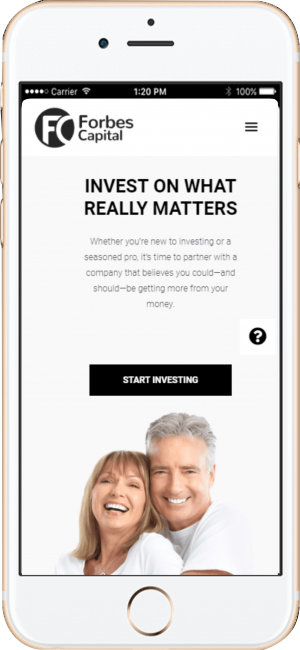 Carrier 1:20 PM 100%
FC Forbes
Capital
INVEST ON WHAT
REALLY MATTERS
Whether you're new to investing or a
seasoned pro, it's time to partner with a
company that believes you could—and
should—be getting more from your
money.
?
START INVESTING